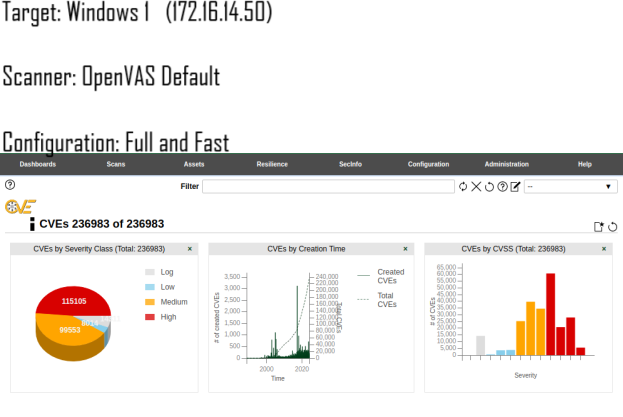 Target: Windows 1 (172.16.14.50)
Scanner: OpenVAS Default
Configuration: Full and Fast
Dashboards Scans Assets Resilience SecInfo Configuration Administration Help
Filter --
CVE
CVEs 236983 of 236983
CVEs by Severity Class (Total: 236983) ×
Log
Low
Medium
High
115105
99553
CVEs by Creation Time ×
# of created CVEs
3,500
3,000
2,500
2,000
1,500
1,000
500
0
240,000
220,000
200,000
180,000
160,000
140,000
120,000
100,000
80,000
60,000
40,000
20,000
0
Total CVEs
2000 2020
Time
Created CVEs
Total CVEs
CVEs by CVSS (Total: 236983) ×
# of CVEs
65,000
60,000
55,000
50,000
45,000
40,000
35,000
30,000
25,000
20,000
15,000
10,000
5,000
0
Severity